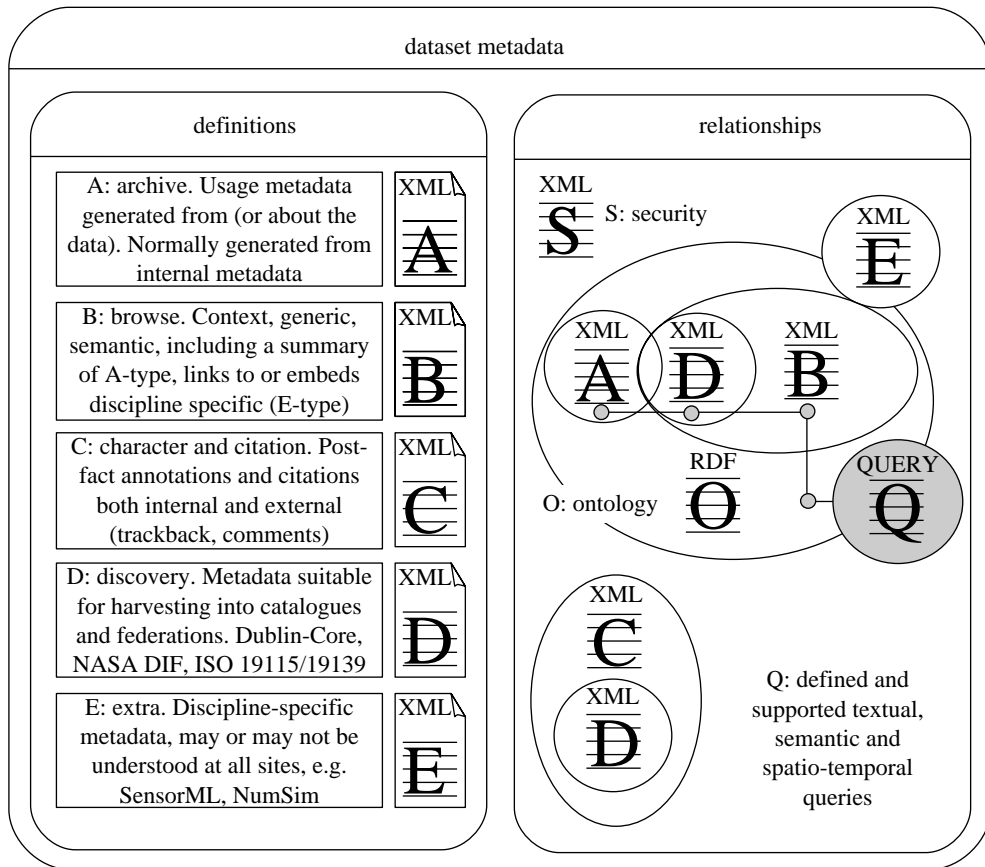 dataset metadata
definitions
A: archive. Usage metadata
generated from (or about the
data). Normally generated from
internal metadata
XML
A
B: browse. Context, generic,
semantic, including a summary
of A-type, links to or embeds
discipline specific (E-type)
XML
B
C: character and citation. Post-
fact annotations and citations
both internal and external
(trackback, comments)
XML
C
D: discovery. Metadata suitable
for harvesting into catalogues
and federations. Dublin-Core,
NASA DIF, ISO 19115/19139
XML
D
E: extra. Discipline-specific
metadata, may or may not be
understood at all sites, e.g.
SensorML, NumSim
XML
E
relationships
XML
S
S: security
XML
E
XML
A
XML
D
XML
B
RDF
O: ontology
O
QUERY
Q
XML
C
XML
D
Q: defined and
supported textual,
semantic and
spatio-temporal
queries